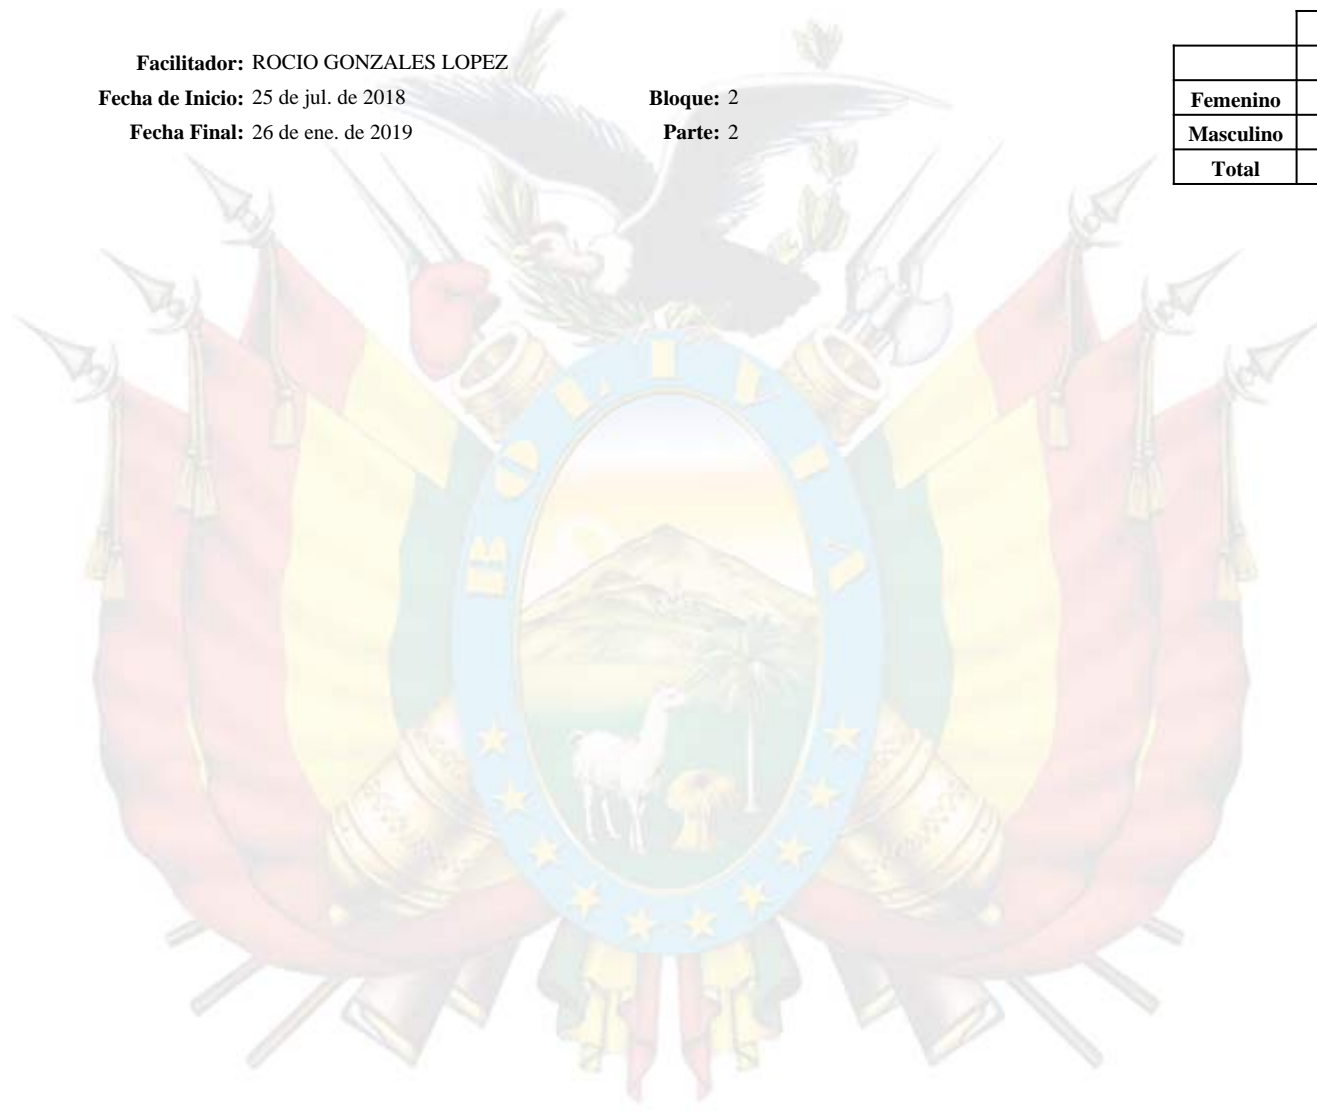 Facilitador: ROCIO GONZALES LOPEZ
Fecha de Inicio: 25 de jul. de 2018 Bloque: 2
Fecha Final: 26 de ene. de 2019 Parte: 2
Femenino
Masculino
Total
BOLIVIA